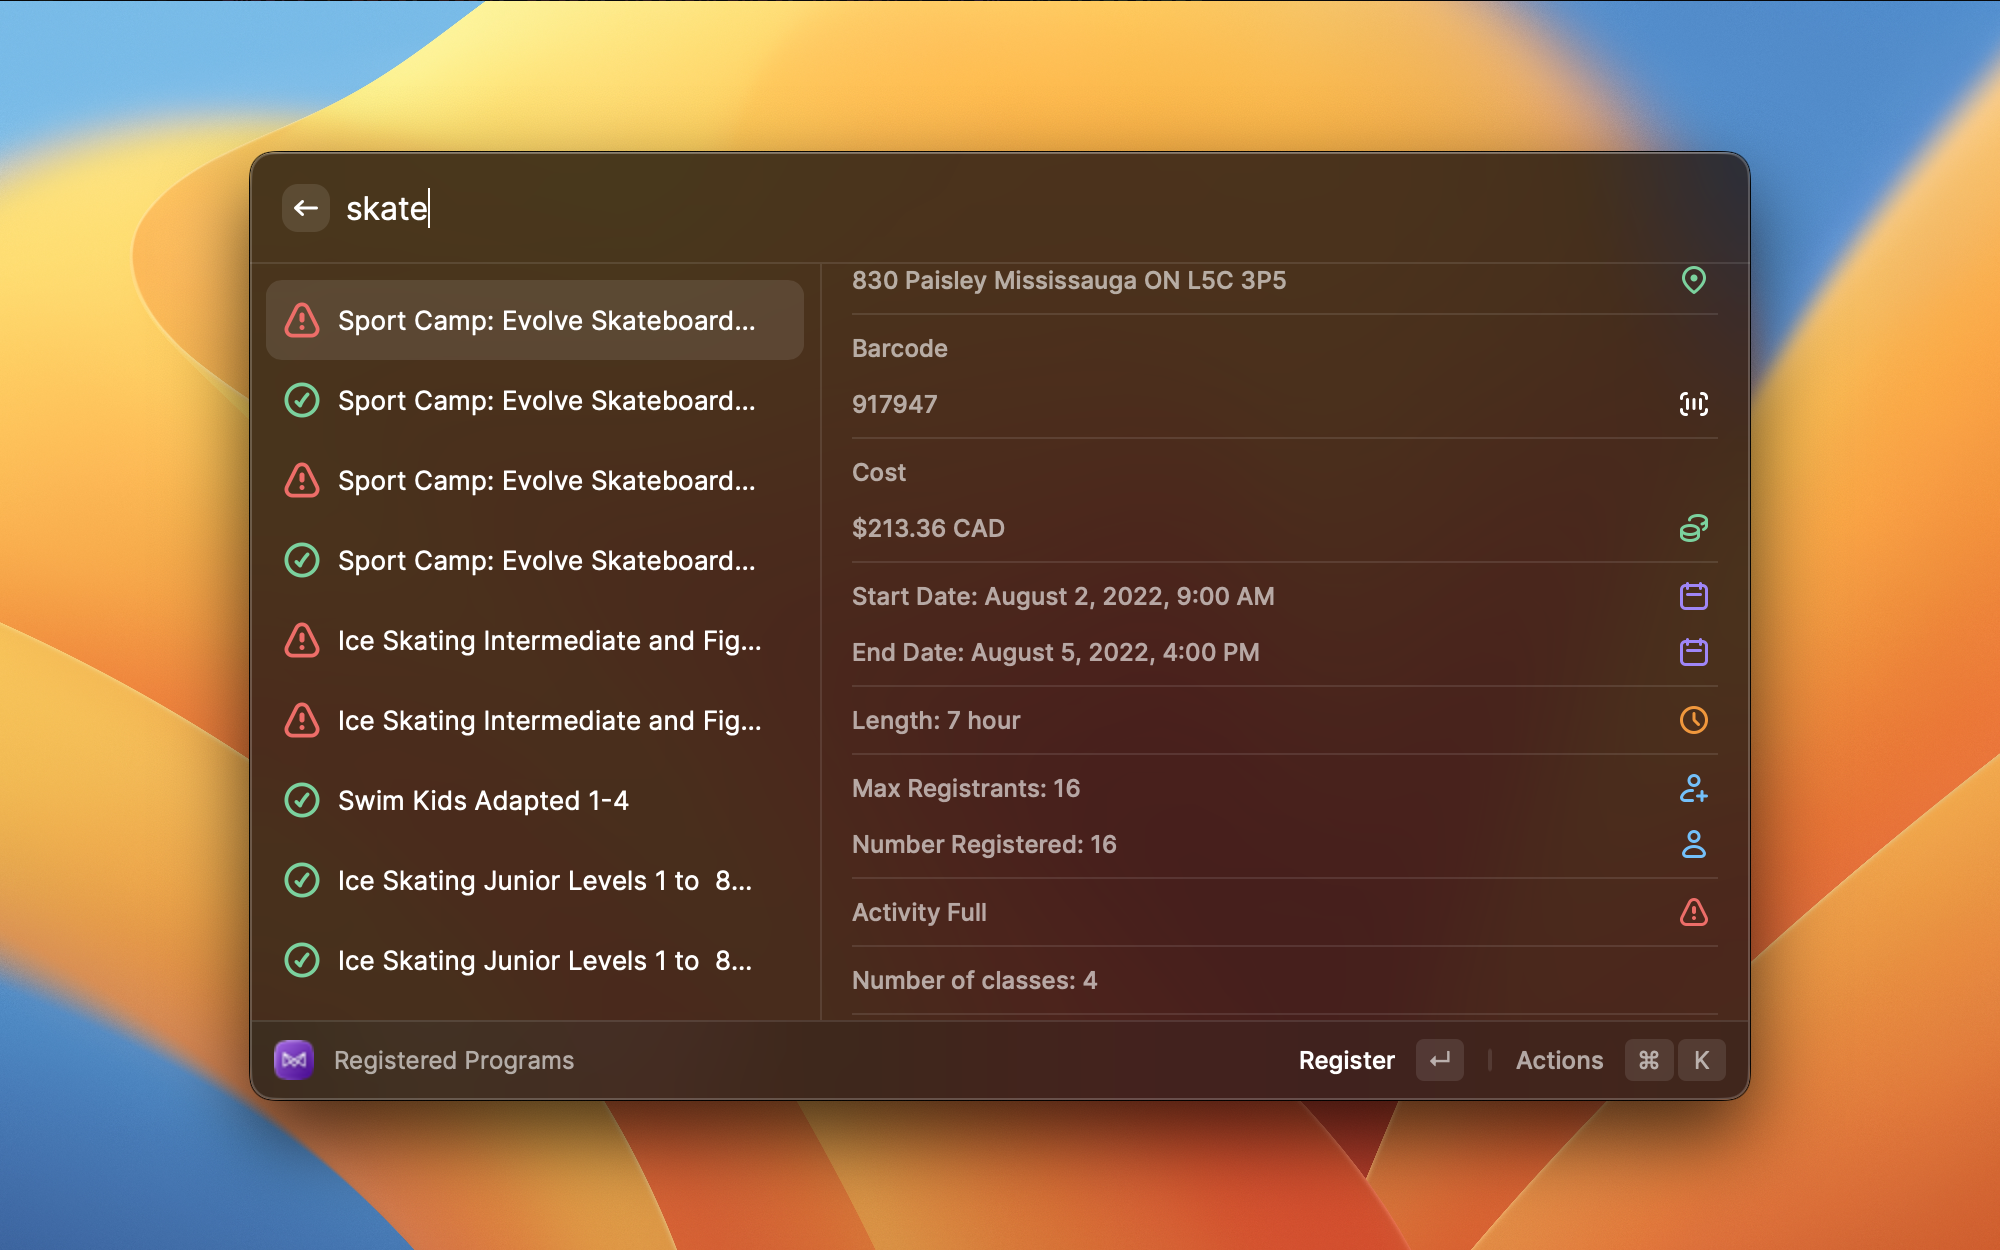 skate
Sport Camp: Evolve Skateboard...
Sport Camp: Evolve Skateboard...
Sport Camp: Evolve Skateboard...
Sport Camp: Evolve Skateboard...
Ice Skating Intermediate and Fig...
Ice Skating Intermediate and Fig...
Swim Kids Adapted 1-4
Ice Skating Junior Levels 1 to  8...
Ice Skating Junior Levels 1 to  8...
830 Paisley Mississauga ON L5C 3P5
Barcode
917947
Cost
$213.36 CAD
Start Date: August 2, 2022, 9:00 AM
End Date: August 5, 2022, 4:00 PM
Length: 7 hour
Max Registrants: 16
Number Registered: 16
Activity Full
Number of classes: 4
Registered Programs
Register ↵ Actions ⌘ K